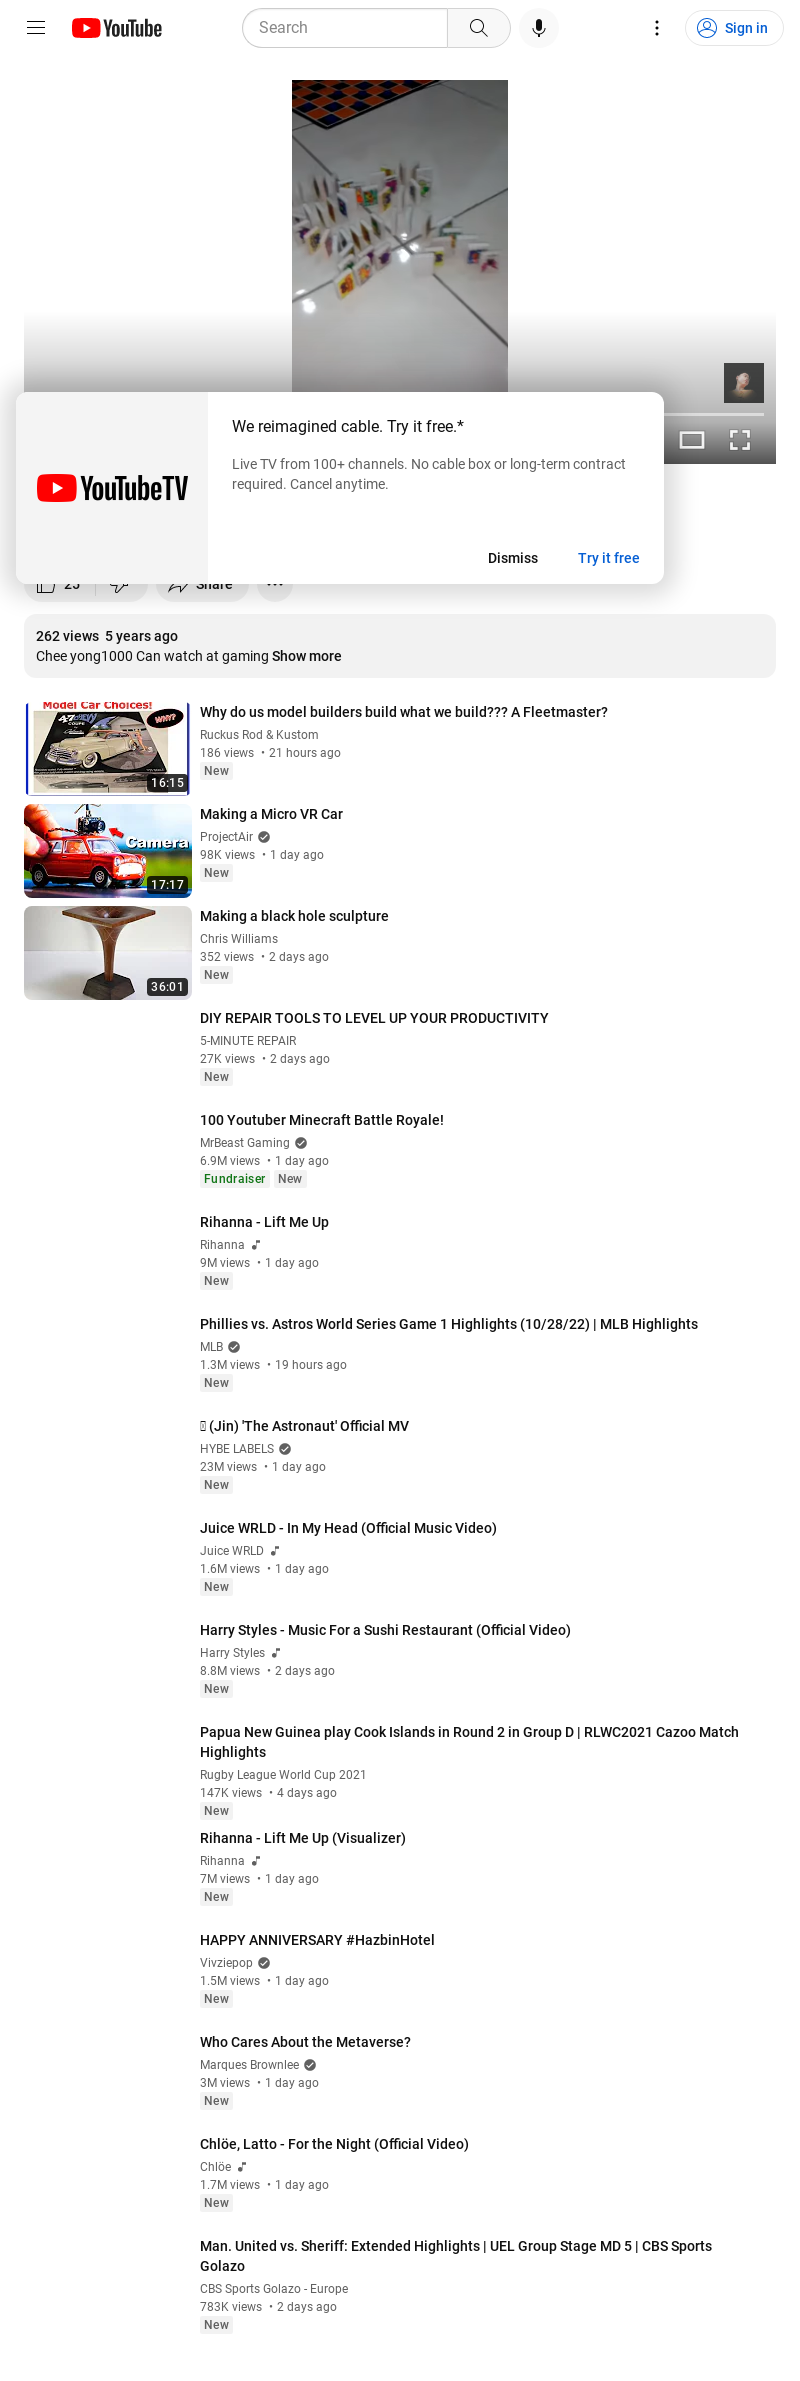 YouTube
Search
Sign in
We reimagined cable. Try it free.*
Live TV from 100+ channels. No cable box or long-term contract
required. Cancel anytime.
YouTubeTV
Dismiss
Try it free
25
Share
262 views 5 years ago
Chee yong1000 Can watch at gaming Show more
Model Car Choices!
WHY?
47 CHEVY
COUPE
16:15
Why do us model builders build what we build??? A Fleetmaster?
Ruckus Rod & Kustom
186 views • 21 hours ago
New
Camera
17:17
Making a Micro VR Car
ProjectAir
98K views • 1 day ago
New
36:01
Making a black hole sculpture
Chris Williams
352 views • 2 days ago
New
DIY REPAIR TOOLS TO LEVEL UP YOUR PRODUCTIVITY
5-MINUTE REPAIR
27K views • 2 days ago
New
100 Youtuber Minecraft Battle Royale!
MrBeast Gaming
6.9M views • 1 day ago
Fundraiser New
Rihanna - Lift Me Up
Rihanna
9M views • 1 day ago
New
Phillies vs. Astros World Series Game 1 Highlights (10/28/22) | MLB Highlights
MLB
1.3M views • 19 hours ago
New
(Jin) 'The Astronaut' Official MV
HYBE LABELS
23M views • 1 day ago
New
Juice WRLD - In My Head (Official Music Video)
Juice WRLD
1.6M views • 1 day ago
New
Harry Styles - Music For a Sushi Restaurant (Official Video)
Harry Styles
8.8M views • 2 days ago
New
Papua New Guinea play Cook Islands in Round 2 in Group D | RLWC2021 Cazoo Match
Highlights
Rugby League World Cup 2021
147K views • 4 days ago
New
Rihanna - Lift Me Up (Visualizer)
Rihanna
7M views • 1 day ago
New
HAPPY ANNIVERSARY #HazbinHotel
Vivziepop
1.5M views • 1 day ago
New
Who Cares About the Metaverse?
Marques Brownlee
3M views • 1 day ago
New
Chlöe, Latto - For the Night (Official Video)
Chlöe
1.7M views • 1 day ago
New
Man. United vs. Sheriff: Extended Highlights | UEL Group Stage MD 5 | CBS Sports
Golazo
CBS Sports Golazo - Europe
783K views • 2 days ago
New